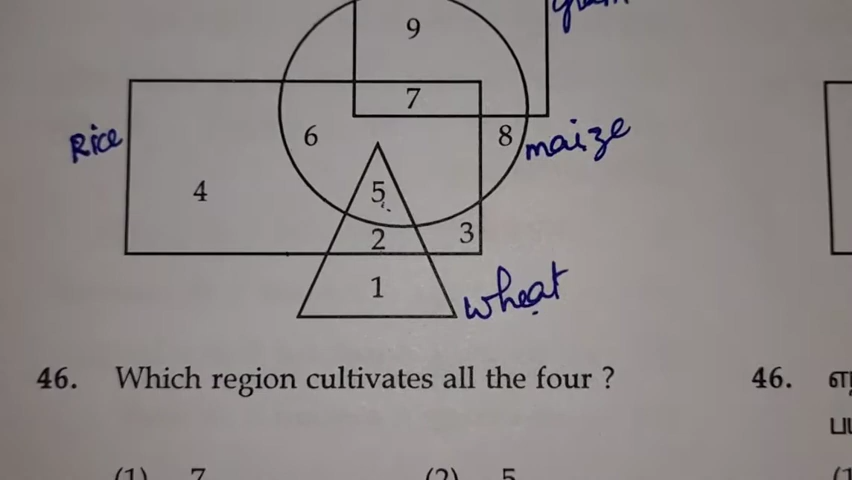 9
7
Rice
6
8
maize
4
5
2
3
1
wheat
46. Which region cultivates all the four ?
46.
(1) 7 (2) 5